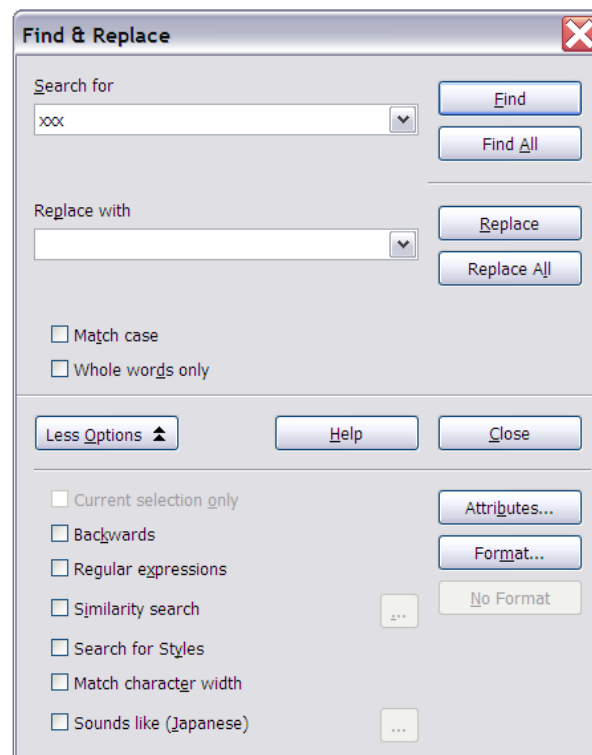 Find & Replace
Search for
xxx
Find
Find All
Replace with
Replace
Replace All
Match case
Whole words only
Less Options
Help
Close
Current selection only
Attributes...
Backwards
Format...
Regular expressions
No Format
Similarity search
...
Search for Styles
Match character width
Sounds like (Japanese)
...